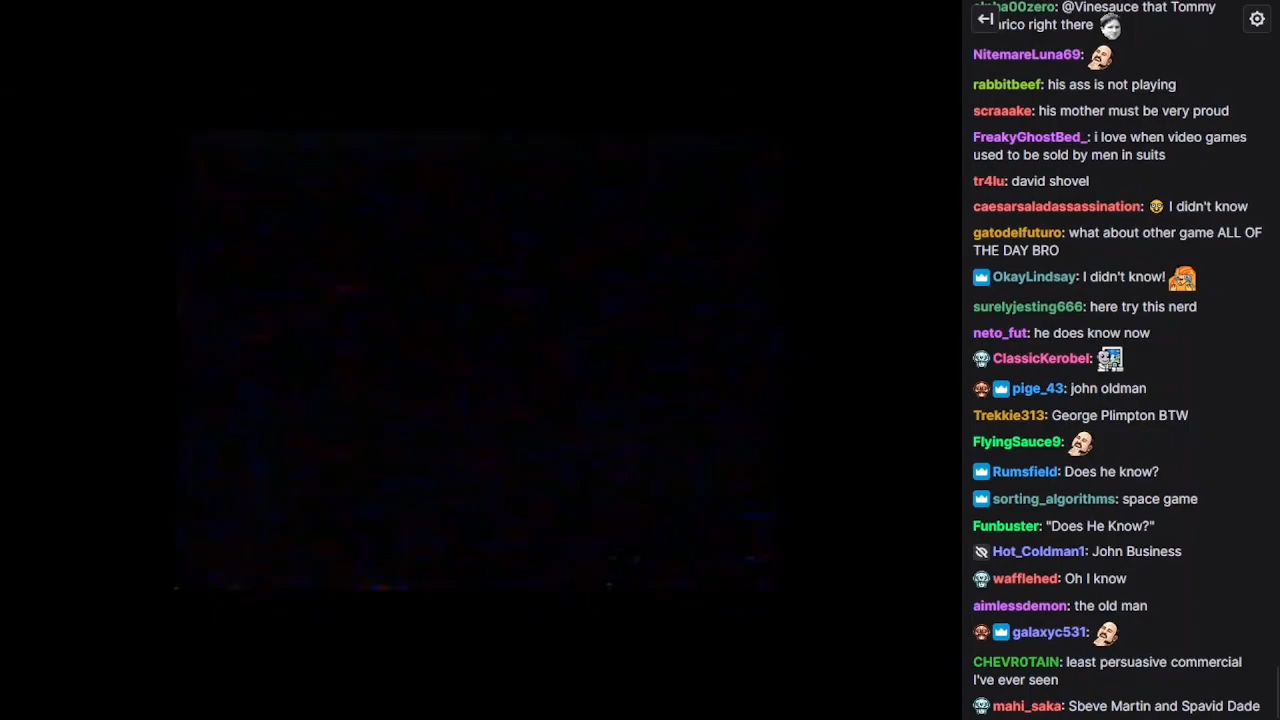 alpha00zero: @Vinesauce that Tommy
rico right there
NitemareLuna69:
rabbitbeef: his ass is not playing
scraaake: his mother must be very proud
FreakyGhostBed_: i love when video games
used to be sold by men in suits
tr4lu: david shovel
caesarsaladassassination: I didn't know
gatodelfuturo: what about other game ALL OF
THE DAY BRO
OkayLindsay: I didn't know!
surelyjesting666: here try this nerd
neto_fut: he does know now
ClassicKerobel:
pige_43: john oldman
Trekkie313: George Plimpton BTW
FlyingSauce9:
Rumsfield: Does he know?
sorting_algorithms: space game
Funbuster: "Does He Know?"
Hot_Coldman1: John Business
wafflehed: Oh I know
aimlessdemon: the old man
galaxyc531:
CHEVR0TAIN: least persuasive commercial
I've ever seen
mahi_saka: Sbeve Martin and Spavid Dade